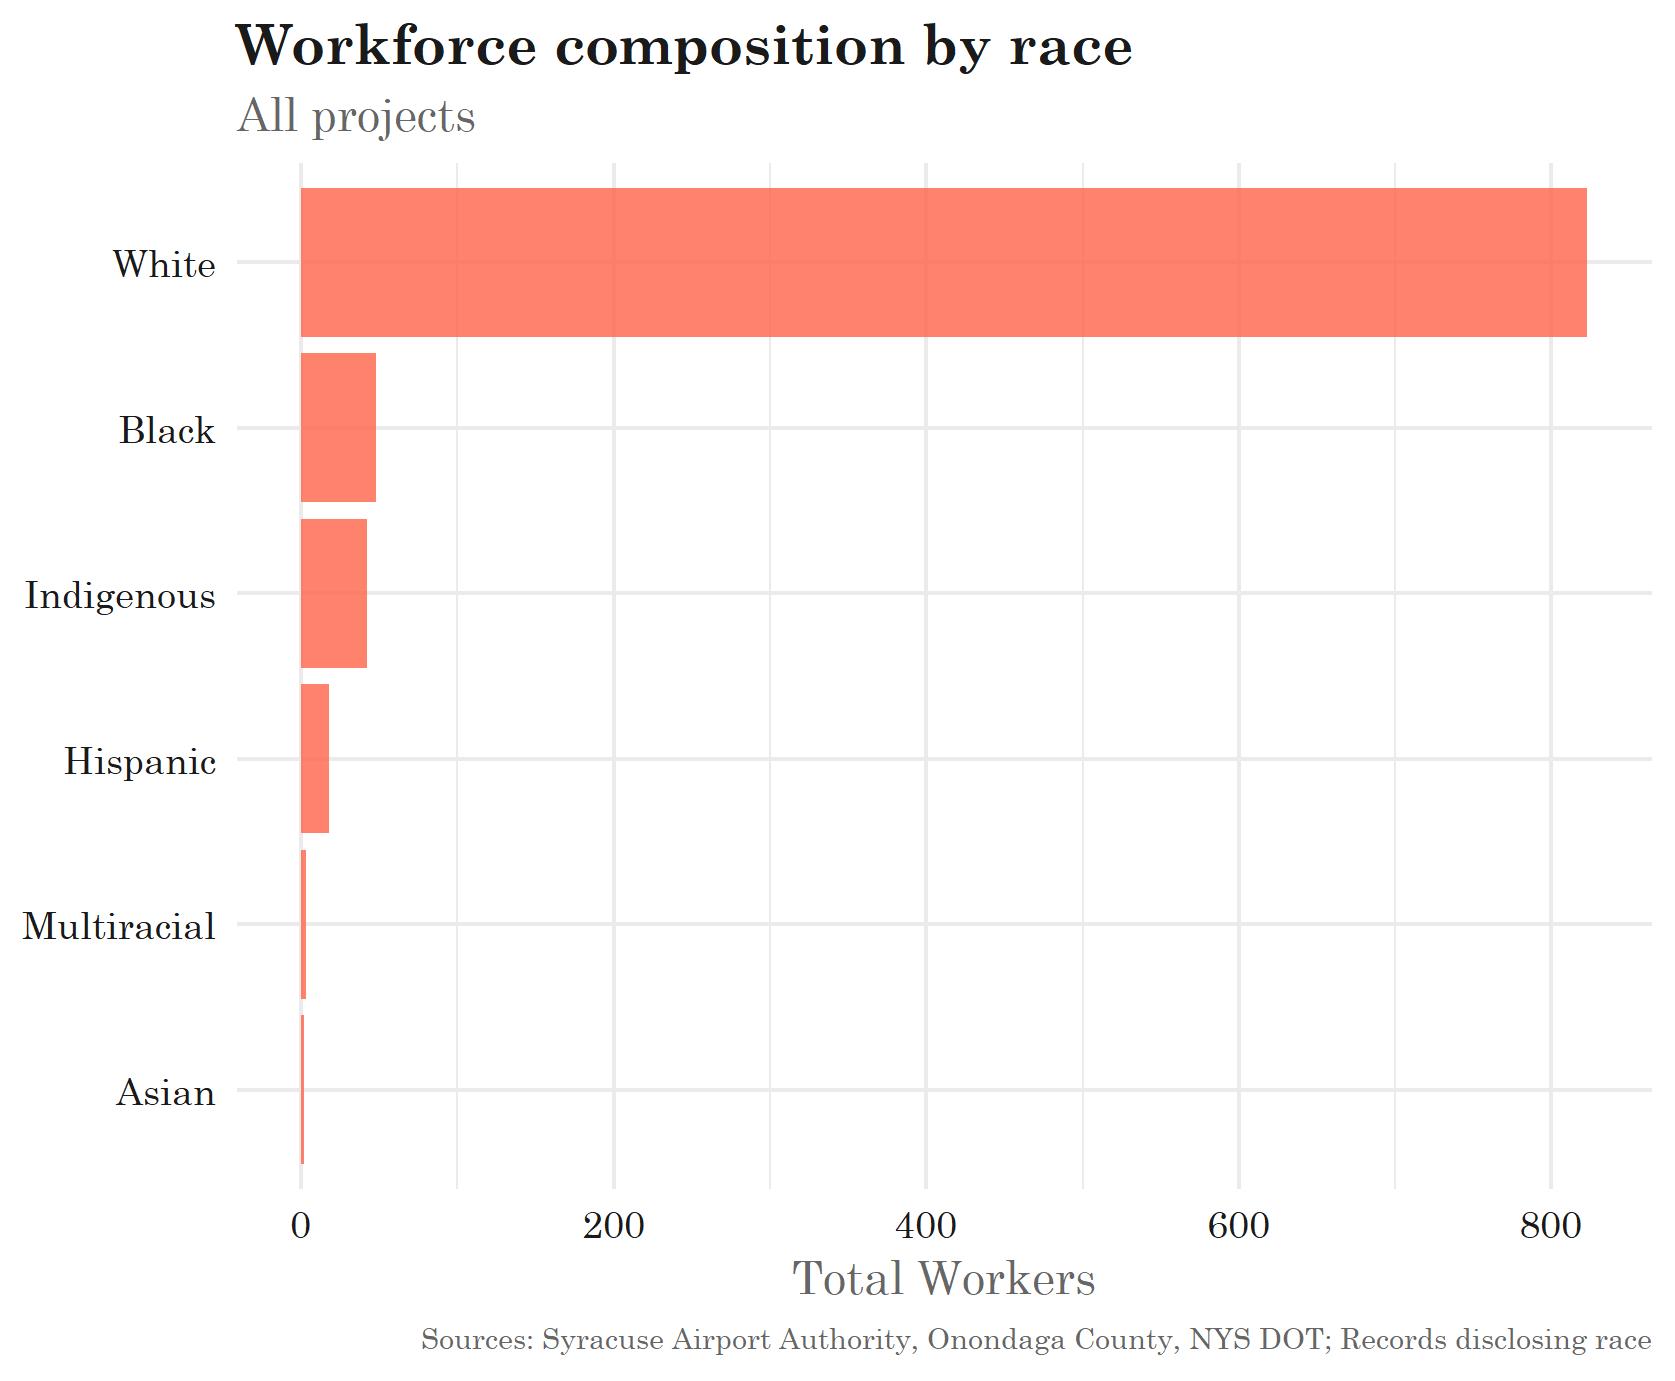 Workforce composition by race
All projects
White
Black
Indigenous
Hispanic
Multiracial
Asian
0 200 400 600 800
Total Workers
Sources: Syracuse Airport Authority, Onondaga County, NYS DOT; Records disclosing race